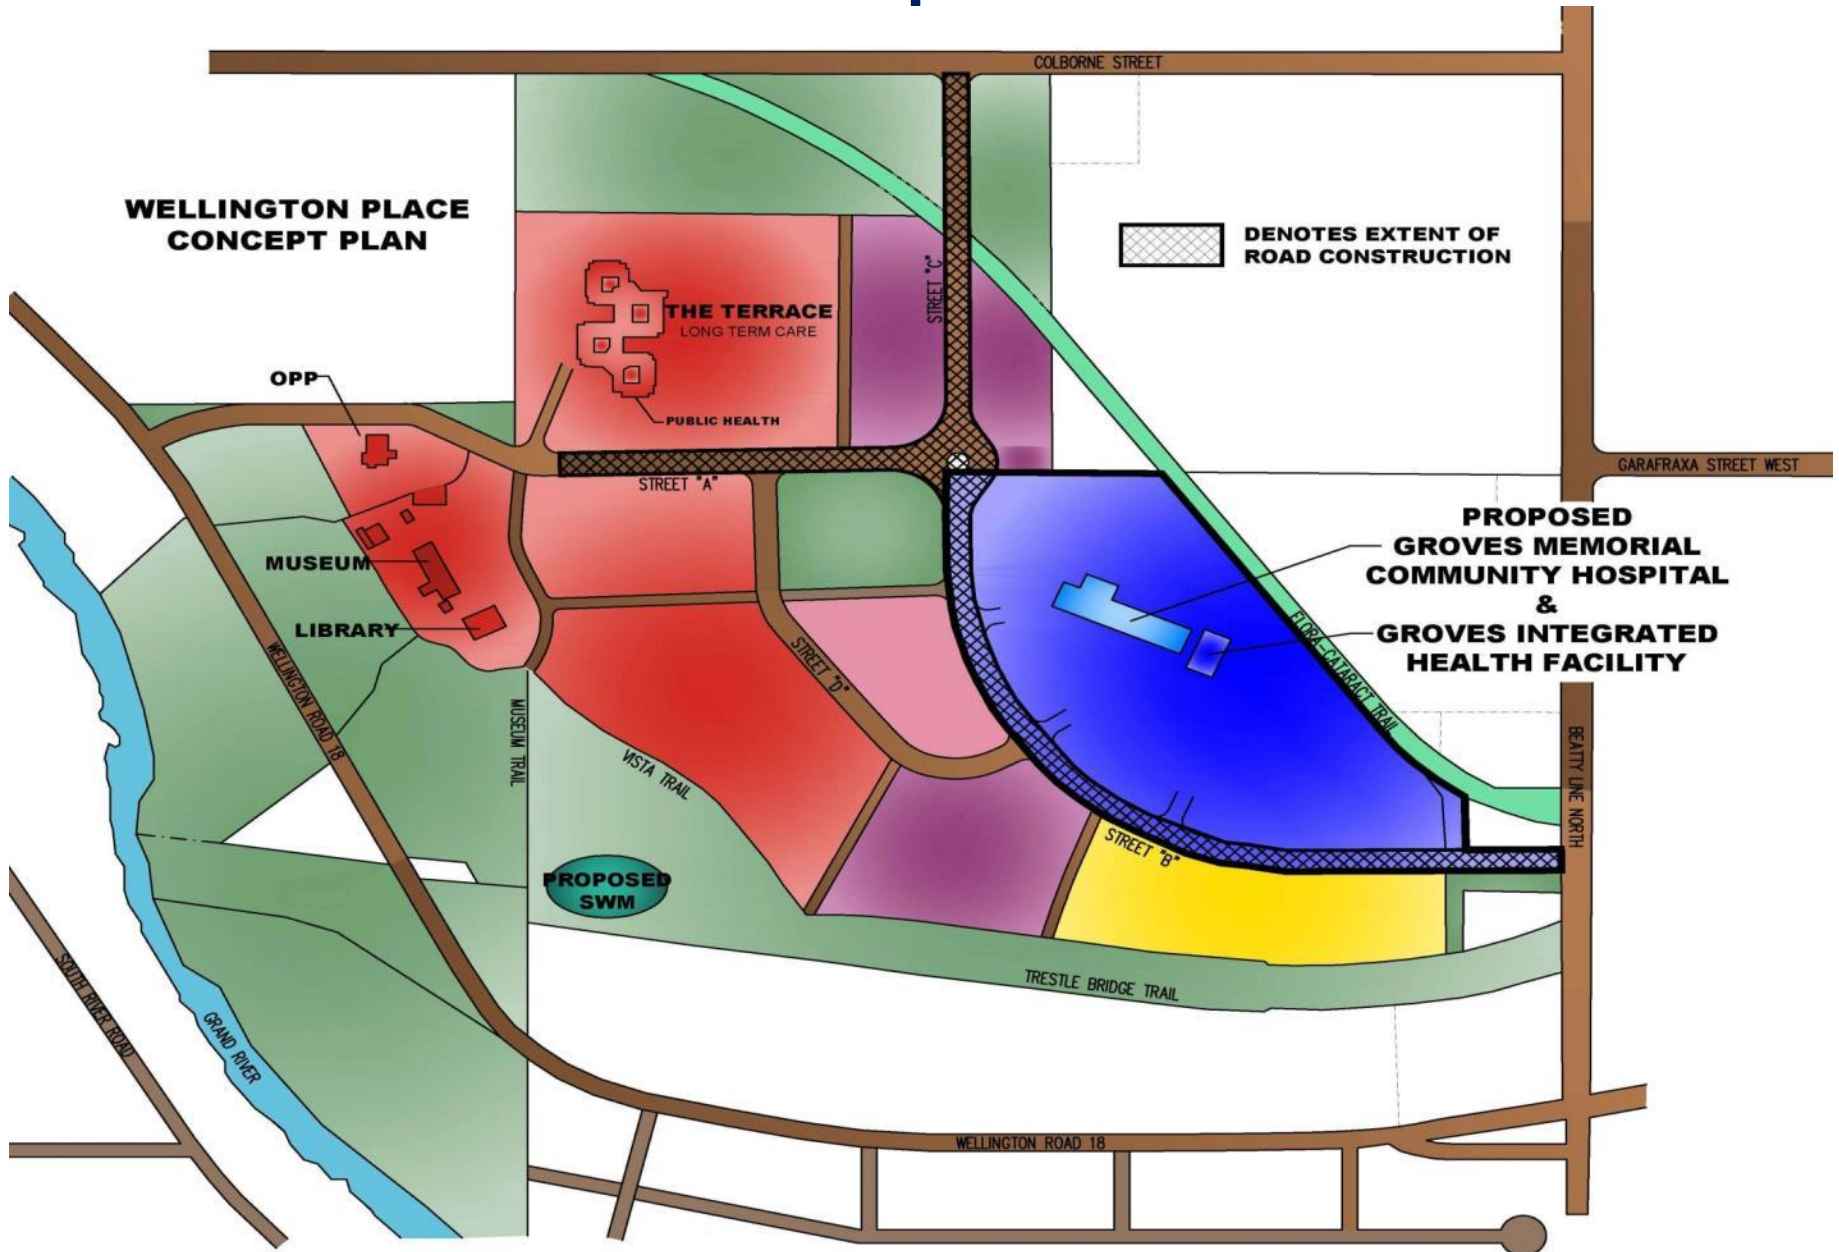 COLBORNE STREET
WELLINGTON PLACE
CONCEPT PLAN
DENOTES EXTENT OF
ROAD CONSTRUCTION
STREET "C"
THE TERRACE
LONG TERM CARE
OPP
PUBLIC HEALTH
GARAFRAXA STREET WEST
STREET "A"
PROPOSED
GROVES MEMORIAL
COMMUNITY HOSPITAL
&
GROVES INTEGRATED
HEALTH FACILITY
MUSEUM
LIBRARY
ELORA-CATARACT TRAIL
WELLINGTON ROAD 18
STREET "D"
MUSEUM TRAIL
VISTA TRAIL
BEATTY LINE NORTH
STREET "B"
PROPOSED
SWM
TRESTLE BRIDGE TRAIL
SOUTH RIVER ROAD
GRAND RIVER
WELLINGTON ROAD 18